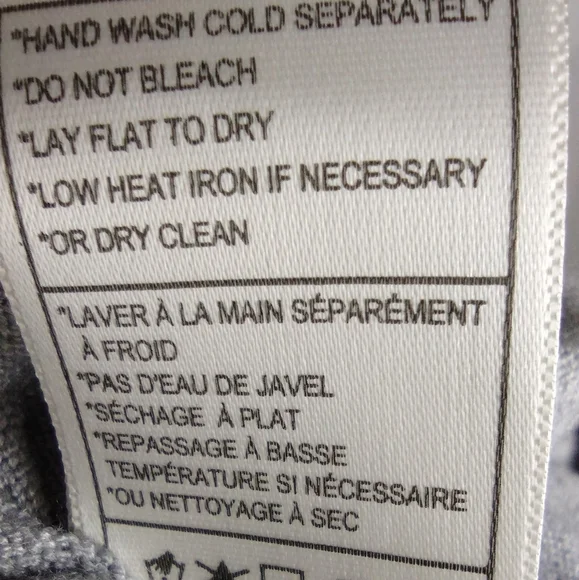 *HAND WASH COLD SEPARATELY
*DO NOT BLEACH
*LAY FLAT TO DRY
*LOW HEAT IRON IF NECESSARY
*OR DRY CLEAN
*LAVER À LA MAIN SÉPARÉMENT
À FROID
*PAS D'EAU DE JAVEL
*SÉCHAGE À PLAT
*REPASSAGE À BASSE
TEMPÉRATURE SI NÉCESSAIRE
*OU NETTOYAGE À SEC